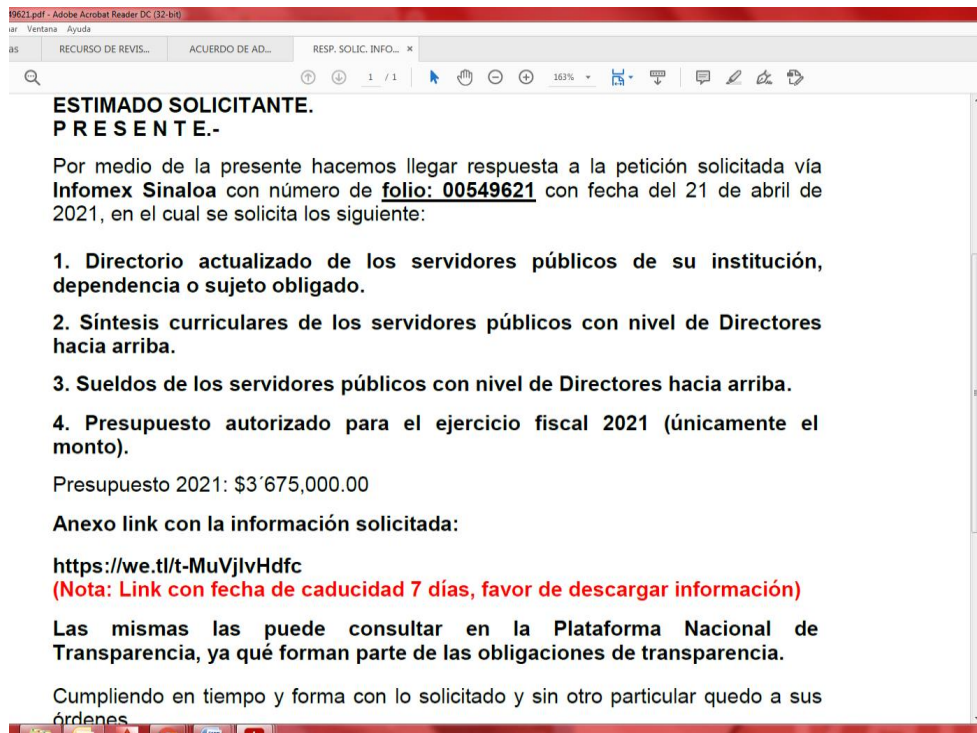 49621.pdf - Adobe Acrobat Reader DC (32-bit)
Ventana Ayuda
RECURSO DE REVIS... ACUERDO DE AD... RESP. SOLIC. INFO... ×
1 / 1 163%
ESTIMADO SOLICITANTE.
P R E S E N T E.-
Por medio de la presente hacemos llegar respuesta a la petición solicitada vía
Infomex Sinaloa con número de folio: 00549621 con fecha del 21 de abril de
2021, en el cual se solicita los siguiente:
1. Directorio actualizado de los servidores públicos de su institución,
dependencia o sujeto obligado.
2. Síntesis curriculares de los servidores públicos con nivel de Directores
hacia arriba.
3. Sueldos de los servidores públicos con nivel de Directores hacia arriba.
4. Presupuesto autorizado para el ejercicio fiscal 2021 (únicamente el
monto).
Presupuesto 2021: $3´675,000.00
Anexo link con la información solicitada:
https://we.tl/t-MuVjIvHdfc
(Nota: Link con fecha de caducidad 7 días, favor de descargar información)
Las mismas las puede consultar en la Plataforma Nacional de
Transparencia, ya qué forman parte de las obligaciones de transparencia.
Cumpliendo en tiempo y forma con lo solicitado y sin otro particular quedo a sus
órdenes